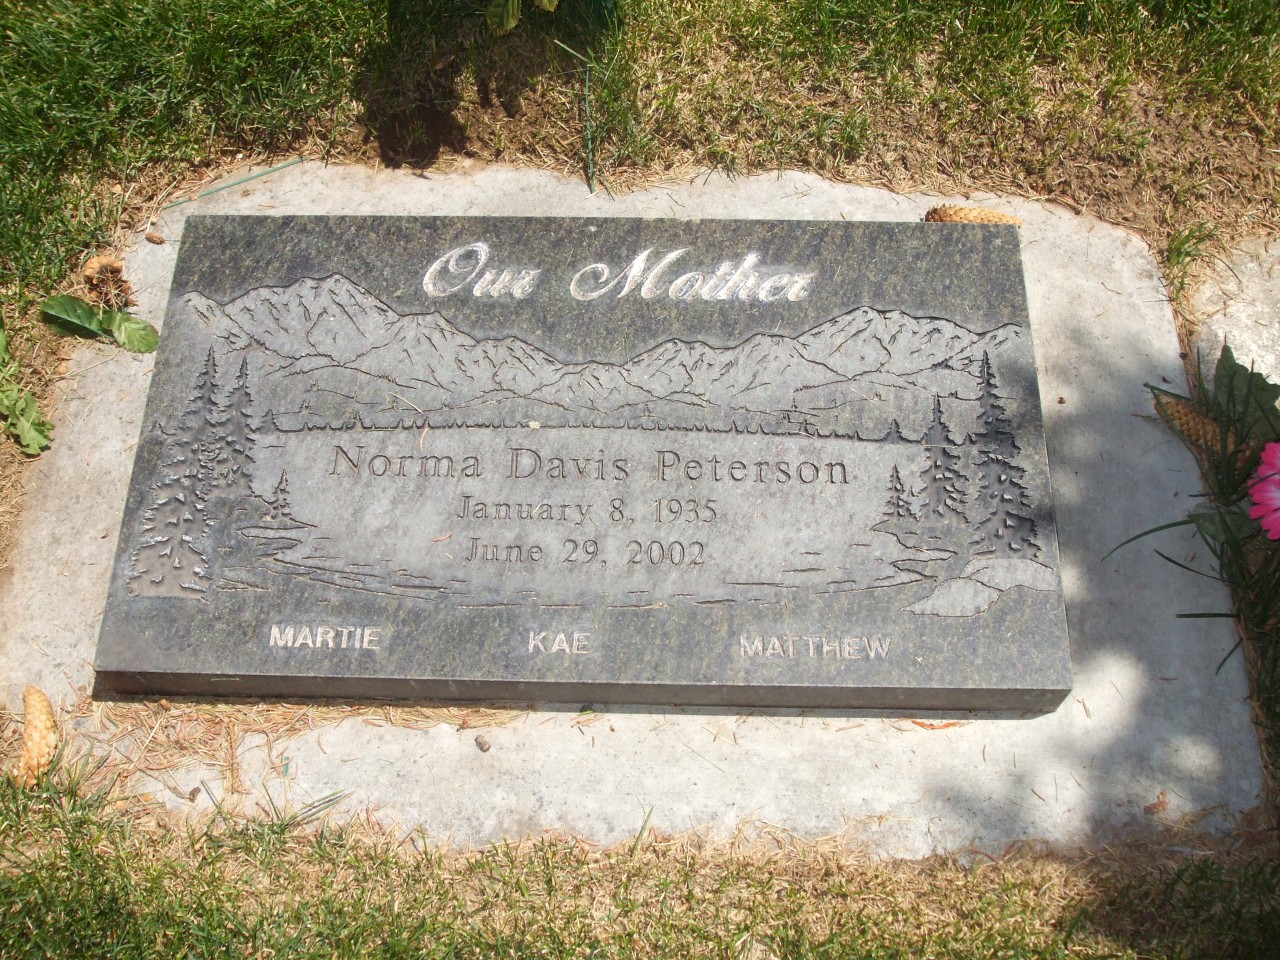 Our Mother
Norma Davis Peterson
January 8, 1935
June 29, 2002
MARTIE KAE MATTHEW